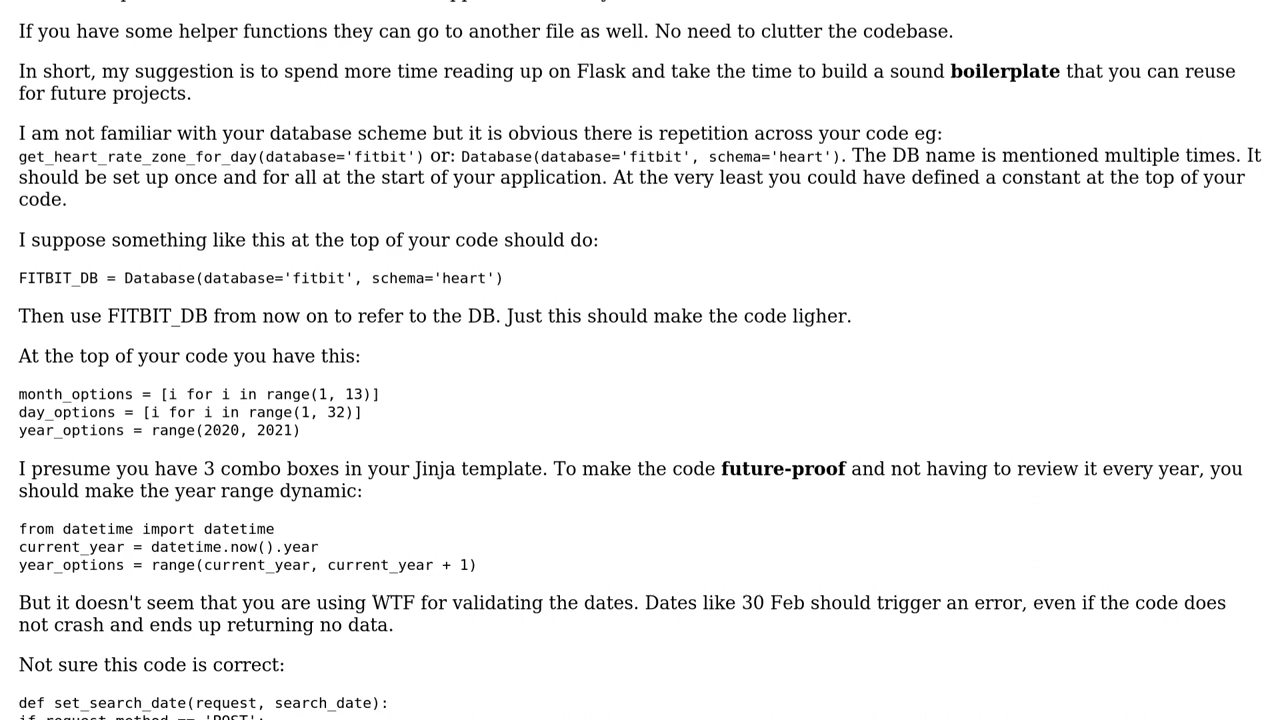 If you have some helper functions they can go to another file as well. No need to clutter the codebase.
In short, my suggestion is to spend more time reading up on Flask and take the time to build a sound boilerplate that you can reuse
for future projects.
I am not familiar with your database scheme but it is obvious there is repetition across your code eg:
get_heart_rate_zone_for_day(database='fitbit') or: Database(database='fitbit', schema='heart'). The DB name is mentioned multiple times. It
should be set up once and for all at the start of your application. At the very least you could have defined a constant at the top of your
code.
I suppose something like this at the top of your code should do:
FITBIT_DB = Database(database='fitbit', schema='heart')
Then use FITBIT_DB from now on to refer to the DB. Just this should make the code ligher.
At the top of your code you have this:
month_options = [i for i in range(1, 13)]
day_options = [i for i in range(1, 32)]
year_options = range(2020, 2021)
I presume you have 3 combo boxes in your Jinja template. To make the code future-proof and not having to review it every year, you
should make the year range dynamic:
from datetime import datetime
current_year = datetime.now().year
year_options = range(current_year, current_year + 1)
But it doesn't seem that you are using WTF for validating the dates. Dates like 30 Feb should trigger an error, even if the code does
not crash and ends up returning no data.
Not sure this code is correct:
def set_search_date(request, search_date):
if request.method == 'POST':